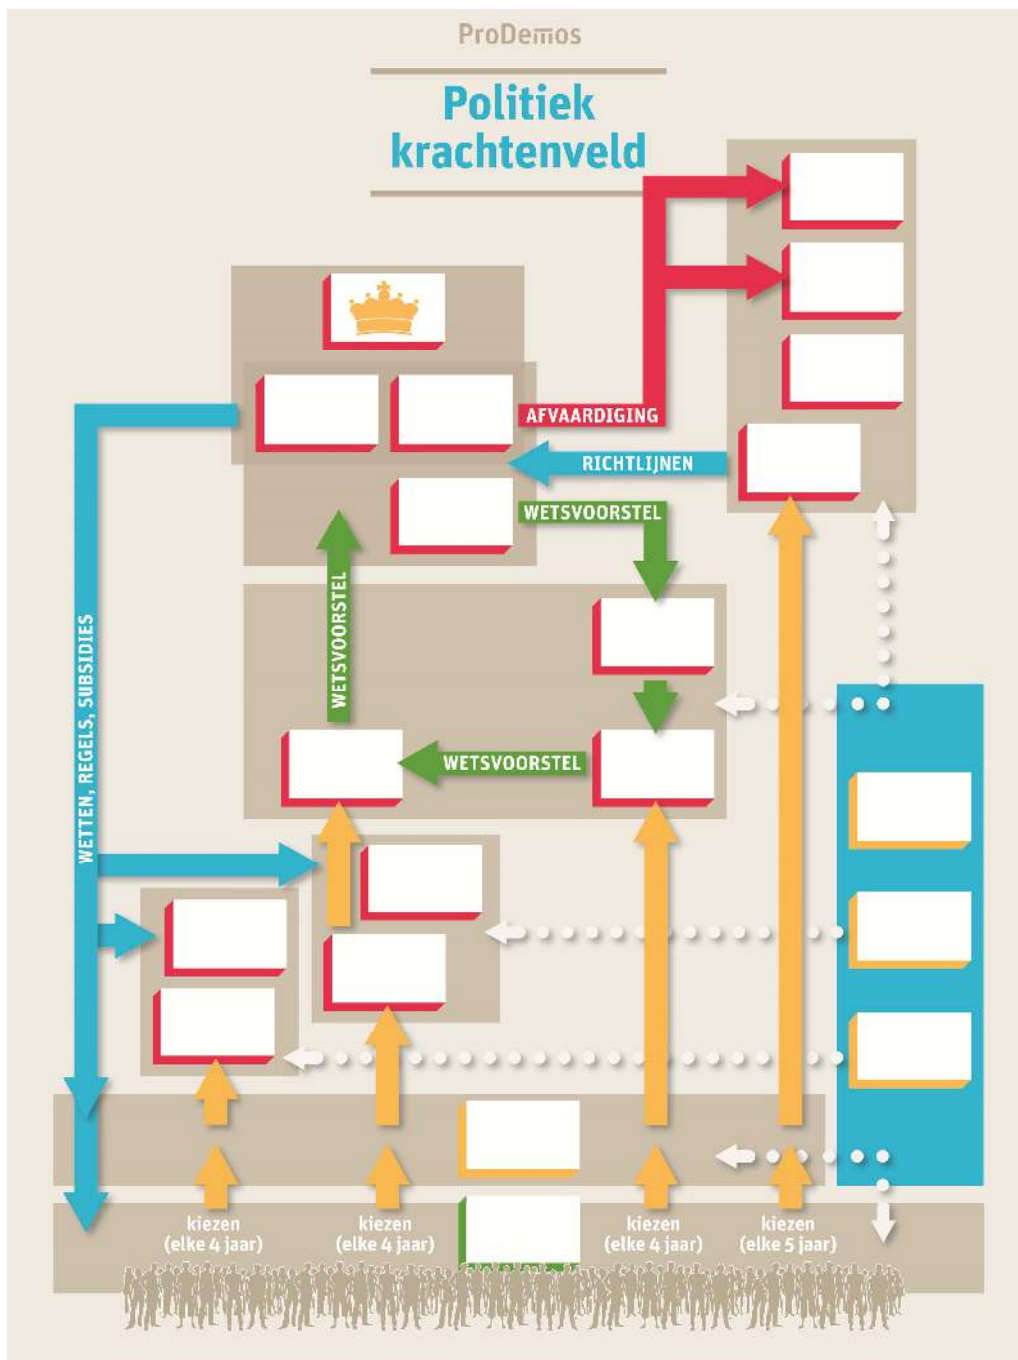 ProDemos
Politiek
krachtenveld
AFVAARDIGING
RICHTLIJNEN
WETSVOORSTEL
WETSVOORSTEL
WETSVOORSTEL
WETTEN, REGELS, SUBSIDIES
kiezen
(elke 4 jaar)
kiezen
(elke 4 jaar)
kiezen
(elke 4 jaar)
kiezen
(elke 5 jaar)